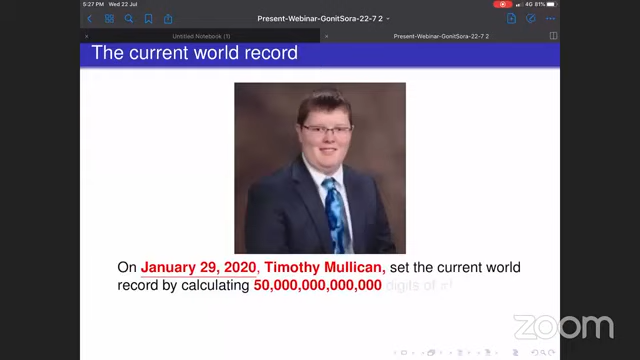 5:27 PM Wed 22 Jul
Present-Webinar-GonitSora-22-7 2
4G 81%
Untitled Notebook (1)
Present-Webinar-GonitSora-22-7 2
The current world record
On January 29, 2020, Timothy Mullican, set the current world
record by calculating 50,000,000,000,000 digits of π!
zoom